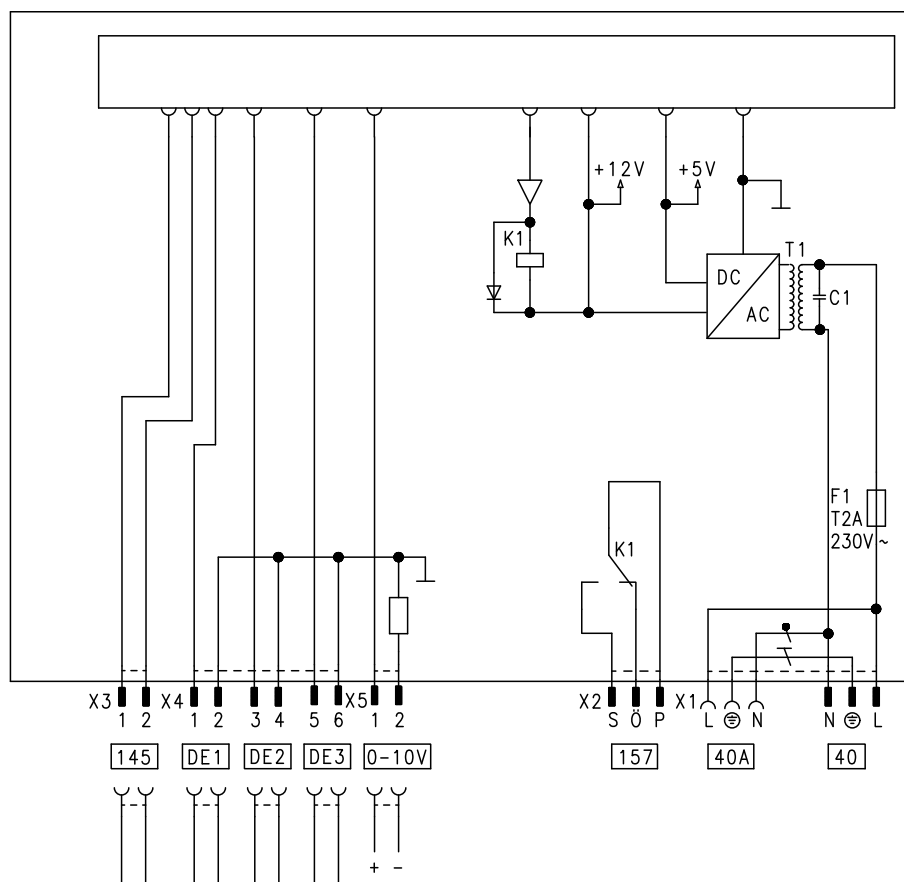 +12V
+5V
K1
T1
DC
AC
C1
F1
T2A
230V~
K1
X3 X4 X5 X2 X1
1 2 1 2 3 4 5 6 1 2 S Ö P L N N L
145 DE1 DE2 DE3 0-10V 157 40A 40
+ -